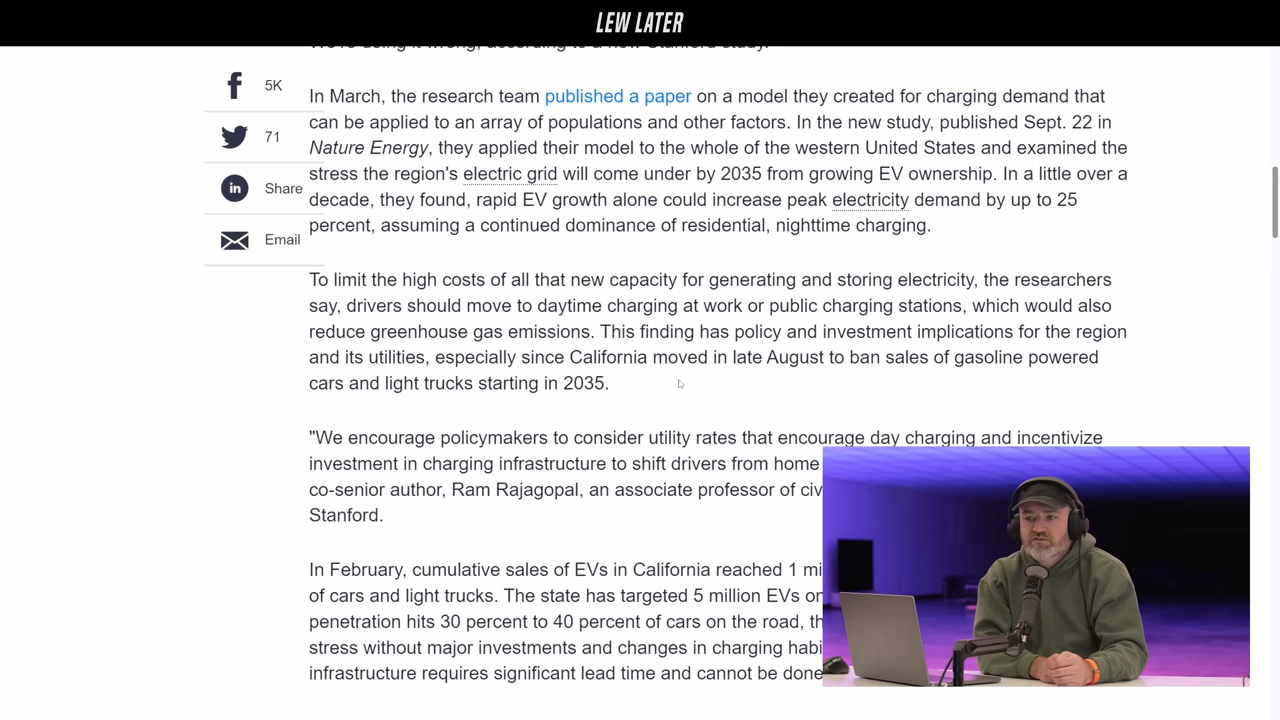 LEW LATER
We're doing it wrong, according to a new Stanford study.
5K
71
Share
Email
In March, the research team published a paper on a model they created for charging demand that
can be applied to an array of populations and other factors. In the new study, published Sept. 22 in
Nature Energy, they applied their model to the whole of the western United States and examined the
stress the region's electric grid will come under by 2035 from growing EV ownership. In a little over a
decade, they found, rapid EV growth alone could increase peak electricity demand by up to 25
percent, assuming a continued dominance of residential, nighttime charging.
To limit the high costs of all that new capacity for generating and storing electricity, the researchers
say, drivers should move to daytime charging at work or public charging stations, which would also
reduce greenhouse gas emissions. This finding has policy and investment implications for the region
and its utilities, especially since California moved in late August to ban sales of gasoline powered
cars and light trucks starting in 2035.
"We encourage policymakers to consider utility rates that encourage day charging and incentivize
investment in charging infrastructure to shift drivers from home
co-senior author, Ram Rajagopal, an associate professor of civ
Stanford.
In February, cumulative sales of EVs in California reached 1 mi
of cars and light trucks. The state has targeted 5 million EVs
penetration hits 30 percent to 40 percent of cars on the road,
stress without major investments and changes in charging habi
infrastructure requires significant lead time and cannot be done